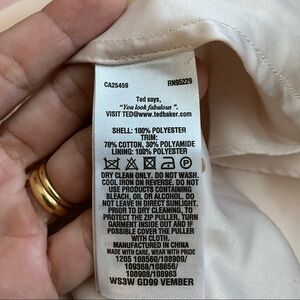 CA25459 RN95229
Ted says,
"You look fabulous".
VISIT TED@www.tedbaker.com
SHELL: 100% POLYESTER
TRIM:
70% COTTON, 30% POLYAMIDE
LINING: 100% POLYESTER
DRY CLEAN ONLY. DO NOT WASH.
COOL IRON ON REVERSE. DO NOT
USE PRODUCTS CONTAINING
BLEACH, OIL OR ALCOHOL. DO NOT
LEAVE IN DIRECT SUNLIGHT.
PRIOR TO CLEANING, TO
PROTECT THE ZIP PULLER, TURN
GARMENT INSIDE OUT AND IF
POSSIBLE COVER THE PULLER
WITH CLOTH.
MANUFACTURED IN CHINA
MADE WITH CARE, WEAR WITH PRIDE
1205 108560/108909/
109368/108856/
108968/108963
WS3W GD99 VEMBER